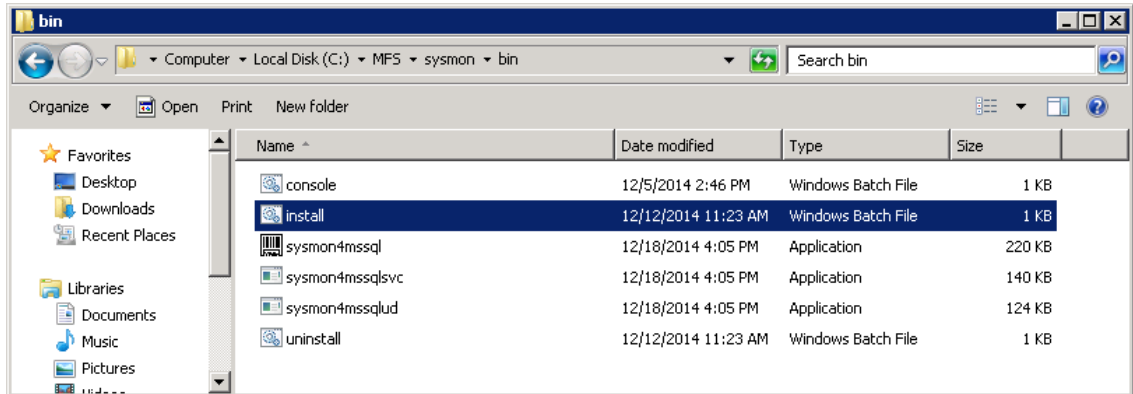 bin
Computer Local Disk (C:) MFS sysmon bin
Search bin
Organize Open Print New folder
Favorites
Desktop
Downloads
Recent Places
Libraries
Documents
Music
Pictures
Videos
Name Date modified Type Size
console 12/5/2014 2:46 PM Windows Batch File 1 KB
install 12/12/2014 11:23 AM Windows Batch File 1 KB
sysmon4mssql 12/18/2014 4:05 PM Application 220 KB
sysmon4mssqlsvc 12/18/2014 4:05 PM Application 140 KB
sysmon4mssqlud 12/18/2014 4:05 PM Application 124 KB
uninstall 12/12/2014 11:23 AM Windows Batch File 1 KB